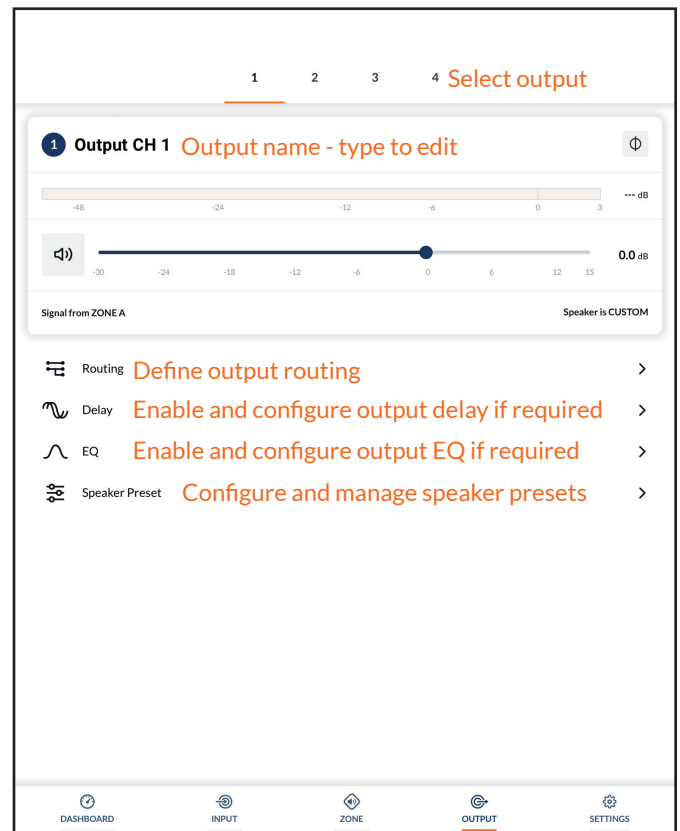 1 2 3 4 Select output
1 Output CH 1 Output name - type to edit
--- dB
-48 -24 -12 -6 0 3
0.0 dB
-30 -24 -18 -12 -6 0 6 12 15
Signal from ZONE A Speaker is CUSTOM
Routing Define output routing
Delay Enable and configure output delay if required
EQ Enable and configure output EQ if required
Speaker Preset Configure and manage speaker presets
DASHBOARD INPUT ZONE OUTPUT SETTINGS